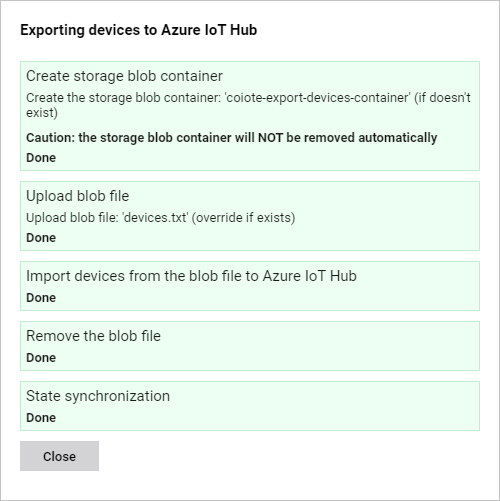 Exporting devices to Azure IoT Hub
Create storage blob container
Create the storage blob container: 'coiote-export-devices-container' (if doesn't
exist)
Caution: the storage blob container will NOT be removed automatically
Done
Upload blob file
Upload blob file: 'devices.txt' (override if exists)
Done
Import devices from the blob file to Azure IoT Hub
Done
Remove the blob file
Done
State synchronization
Done
Close